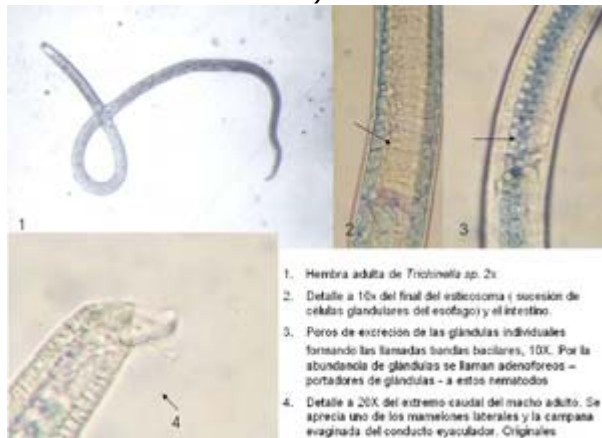 1
2
3
4
1. Hembra adulta de Trichinella sp. 2x
2. Detalle a 10x del final del esticosoma ( sucesión de
celulas glandulares del esófago) y el intestino.
3. Poros de excreción de las glándulas individuales
formando las llamadas bandas bacilares, 10X. Por la
abundancia de glándulas se llaman adenoforeos –
portadores de glándulas - a estos nematodos
4. Detalle a 20X del extremo caudal del macho adulto. Se
aprecia uno de los mamelones laterales y la campana
evaginada del conducto eyaculador. Originales